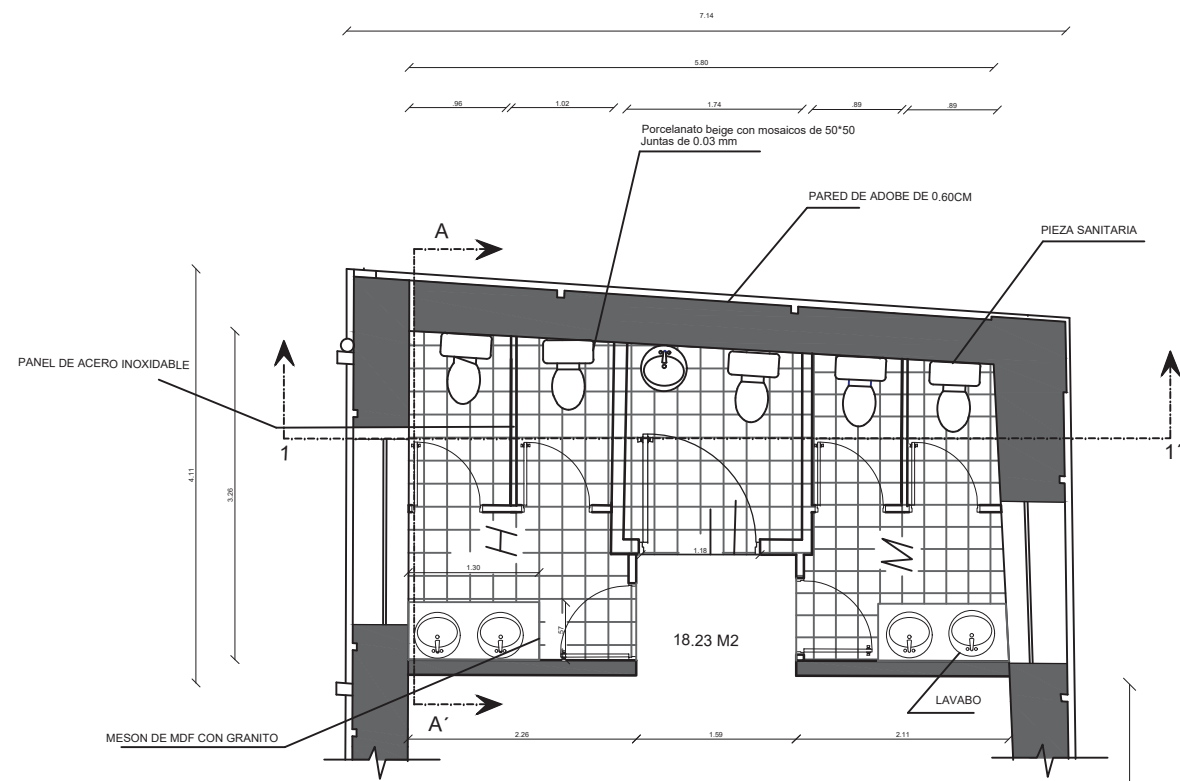 7.14
5.80
.96
1.02
1.74
.89
.89
Porcelanato beige con mosaicos de 50*50
Juntas de 0.03 mm
PARED DE ADOBE DE 0.60CM
A
PIEZA SANITARIA
PANEL DE ACERO INOXIDABLE
1
1´
4.11
3.26
H
M
1.18
1.30
.57
18.23 M2
LAVABO
A´
MESON DE MDF CON GRANITO
2.26
1.59
2.11